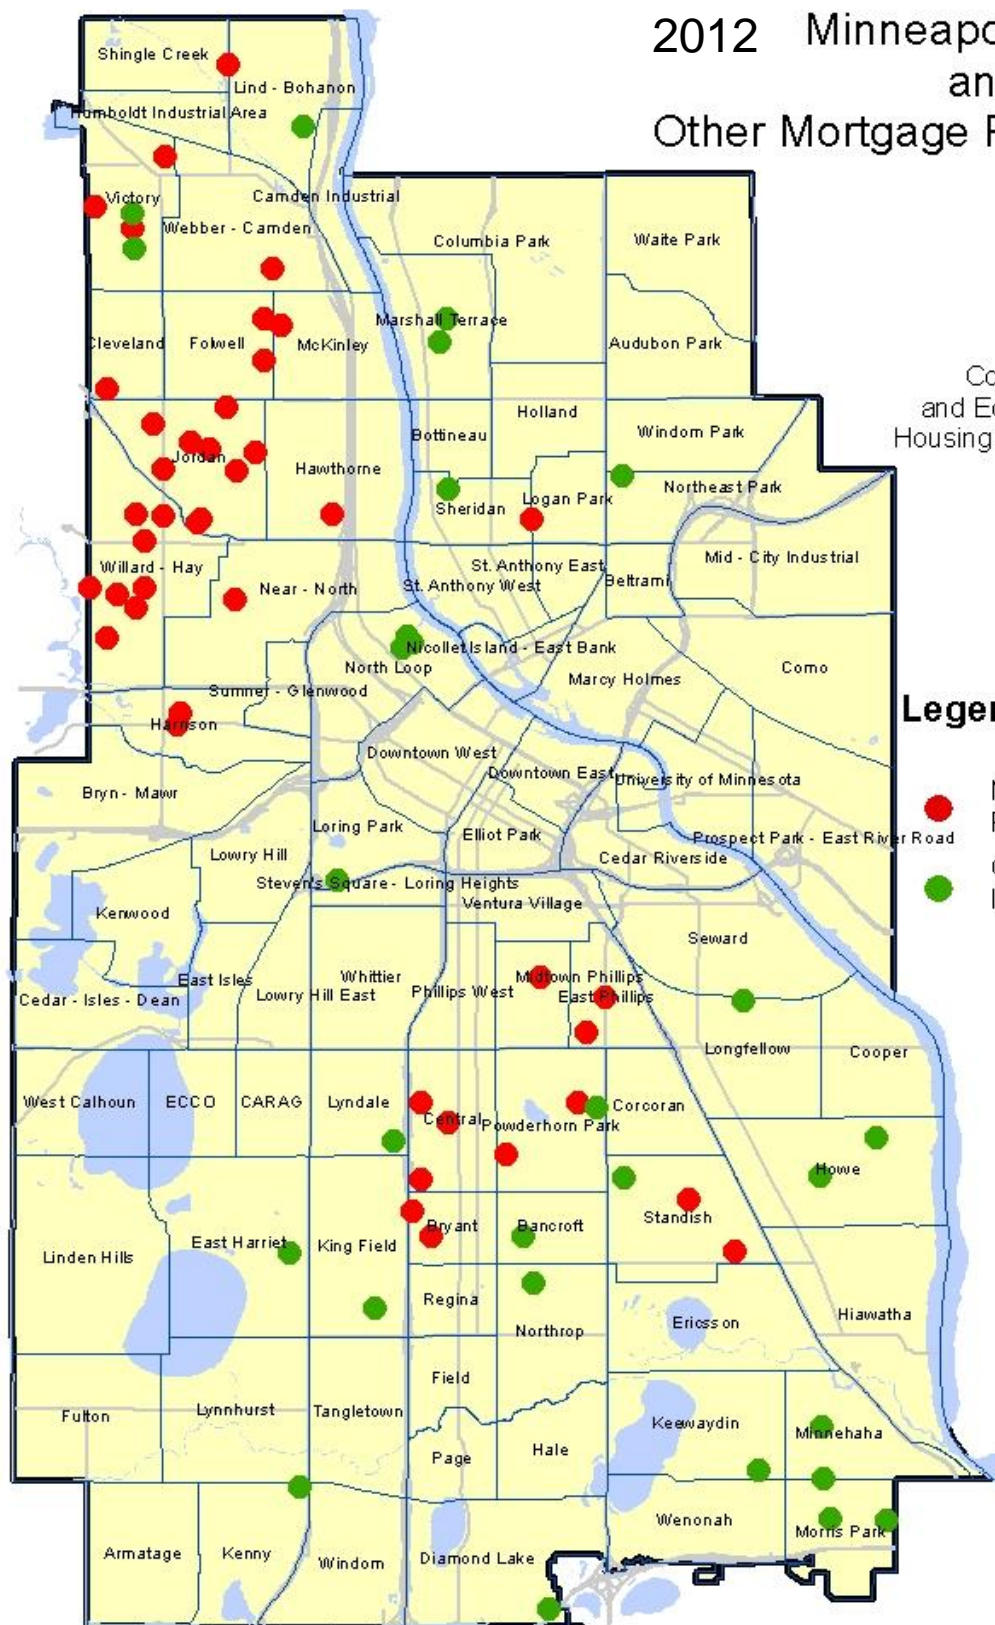 2012 Minneapo
an
Other Mortgage
Shingle Creek
Lind - Bohanon
Humboldt Industrial Area
Victory
Camden Industrial
Webber - Camden
Columbia Park
Waite Park
Marshall Terrace
Cleveland
Folwell
McKinley
Audubon Park
Co
and E
Housing
Holland
Bottineau
Windom Park
Jordan
Hawthorne
Sheridan
Logan Park
Northeast Park
Willard - Hay
Near - North
St. Anthony East
St. Anthony West
Beltrami
Mid - City Industrial
Nicollet Island - East Bank
North Loop
Marcy Holmes
Como
Sumner - Glenwood
Harrison
Leger
Downtown West
Downtown East
University of Minnesota
Bryn - Mawr
Loring Park
Elliot Park
Prospect Park - East River Road
Lowry Hill
Cedar Riverside
Steven's Square - Loring Heights
Ventura Village
Kenwood
Seward
East Isles
Whittier
Midtown Phillips
Cedar - Isles - Dean
Lowry Hill East
Phillips West
East Phillips
Longfellow
Cooper
West Calhoun
ECCO
CARAG
Lyndale
Central
Powderhorn Park
Corcoran
Howe
Linden Hills
East Harriet
King Field
Bryant
Bancroft
Standish
Regina
Northrop
Ericsson
Hiawatha
Field
Fulton
Lynnhurst
Tangletown
Keewaydin
Minnehaha
Page
Hale
Wenonah
Morris Park
Armatage
Kenny
Windom
Diamond Lake